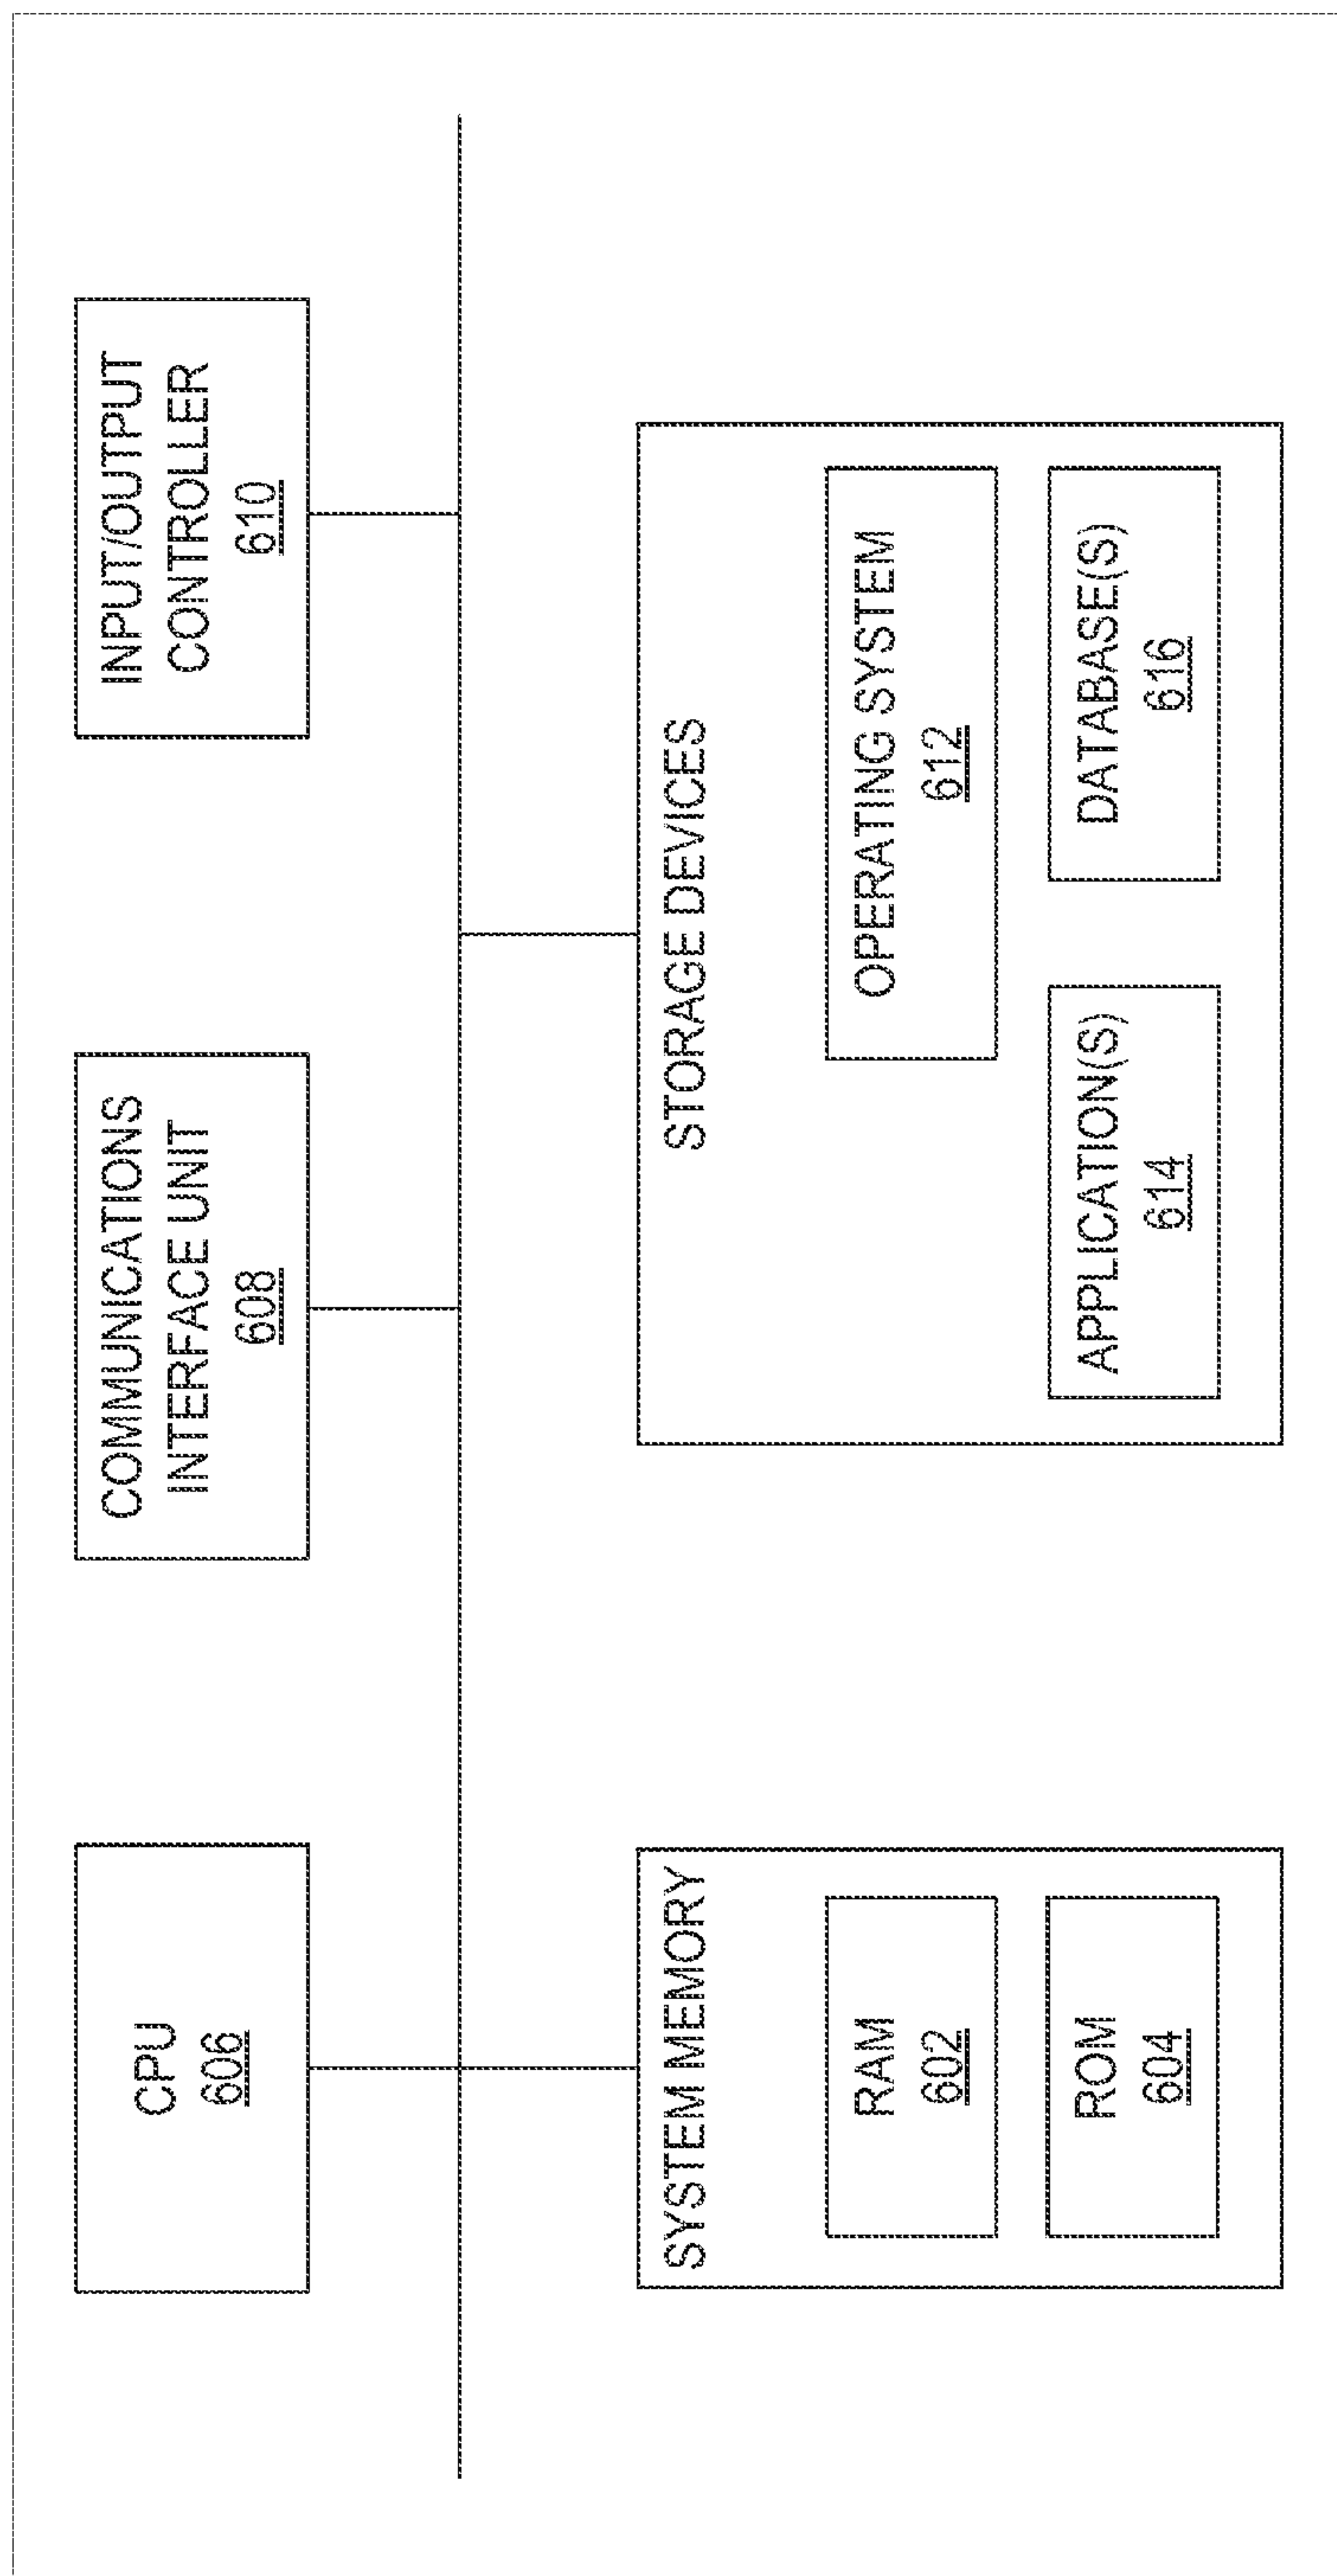 CPU
606
COMMUNICATIONS
INTERFACE UNIT
608
INPUT/OUTPUT
CONTROLLER
610
SYSTEM MEMORY
RAM
602
ROM
604
STORAGE DEVICES
OPERATING SYSTEM
612
APPLICATION(S)
614
DATABASE(S)
616